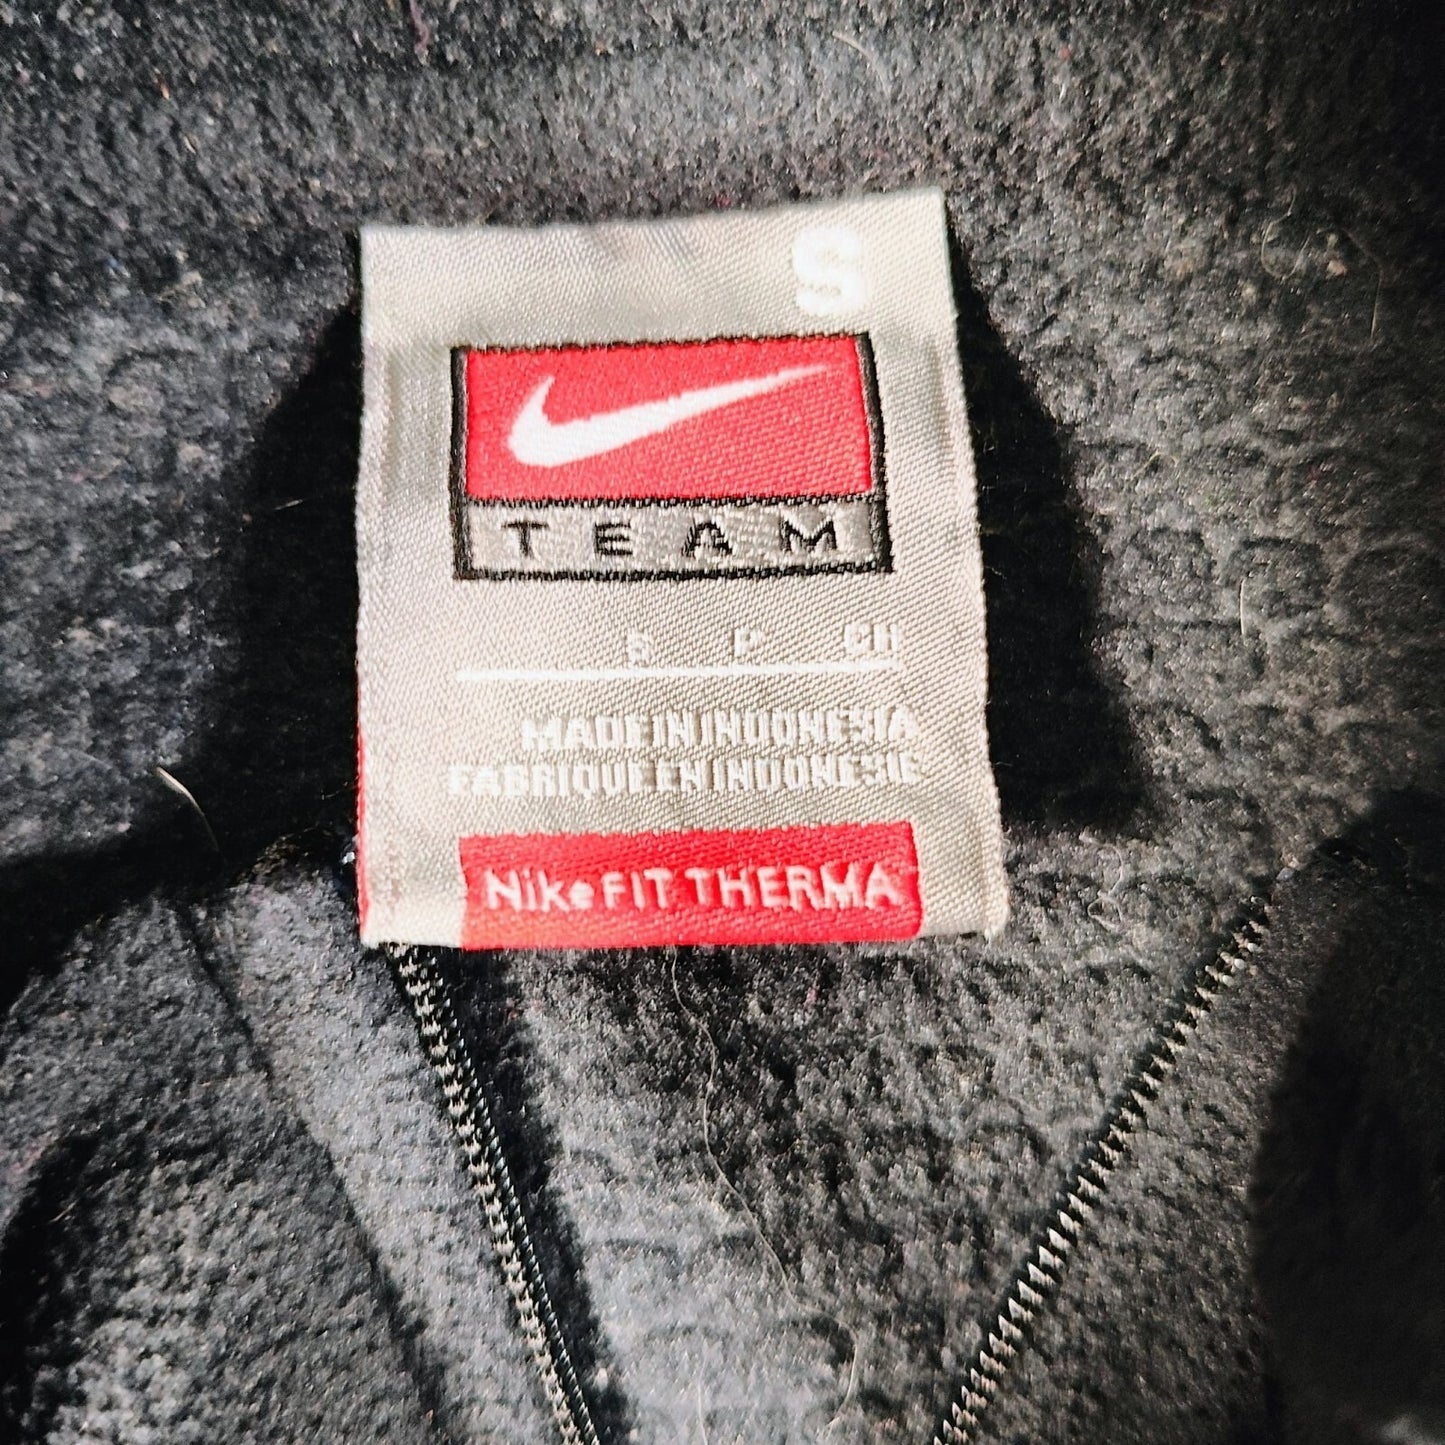 S
TEAM
S P CH
MADE IN INDONESIA
FABRIQUE EN INDONESIE
Nike FIT THERMA